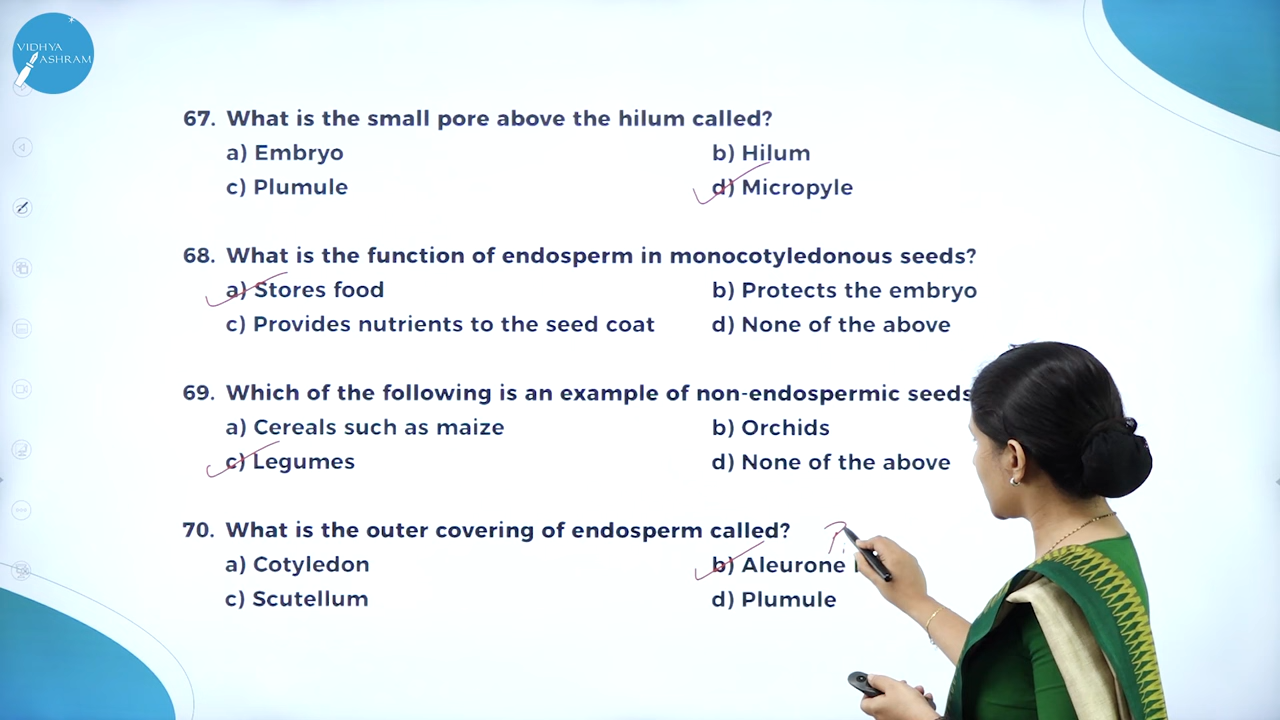 VIDHYA
ASHRAM
67. What is the small pore above the hilum called?
a) Embryo b) Hilum
c) Plumule d) Micropyle
68. What is the function of endosperm in monocotyledonous seeds?
a) Stores food b) Protects the embryo
c) Provides nutrients to the seed coat d) None of the above
69. Which of the following is an example of non-endospermic seeds
a) Cereals such as maize b) Orchids
c) Legumes d) None of the above
70. What is the outer covering of endosperm called?
a) Cotyledon b) Aleurone
c) Scutellum d) Plumule